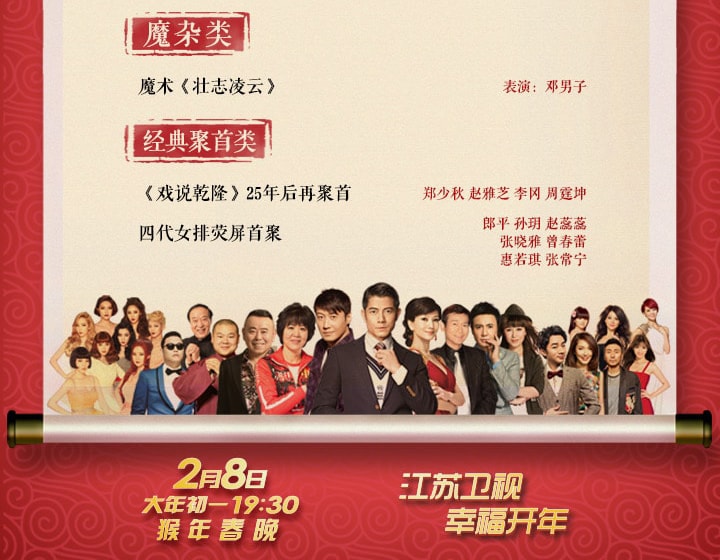 魔杂类
魔术《壮志凌云》 表演：邓男子
经典聚首类
《戏说乾隆》25年后再聚首 郑少秋 赵雅芝 李冈 周霆坤
四代女排荧屏首聚 郎平 孙玥 赵蕊蕊
张晓雅 曾春蕾
惠若琪 张常宁
2月8日
大年初一19:30
猴年春晚
江苏卫视
幸福开年